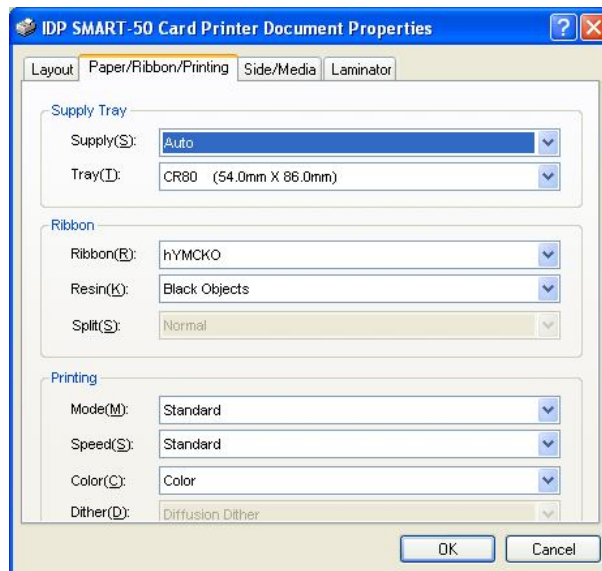 IDP SMART-50 Card Printer Document Properties
Layout Paper/Ribbon/Printing Side/Media Laminator
Supply Tray
Supply(S): Auto
Tray(T): CR80 (54.0mm X 86.0mm)
Ribbon
Ribbon(R): hYMCKO
Resin(K): Black Objects
Split(S): Normal
Printing
Mode(M): Standard
Speed(S): Standard
Color(C): Color
Dither(D): Diffusion Dither
OK Cancel